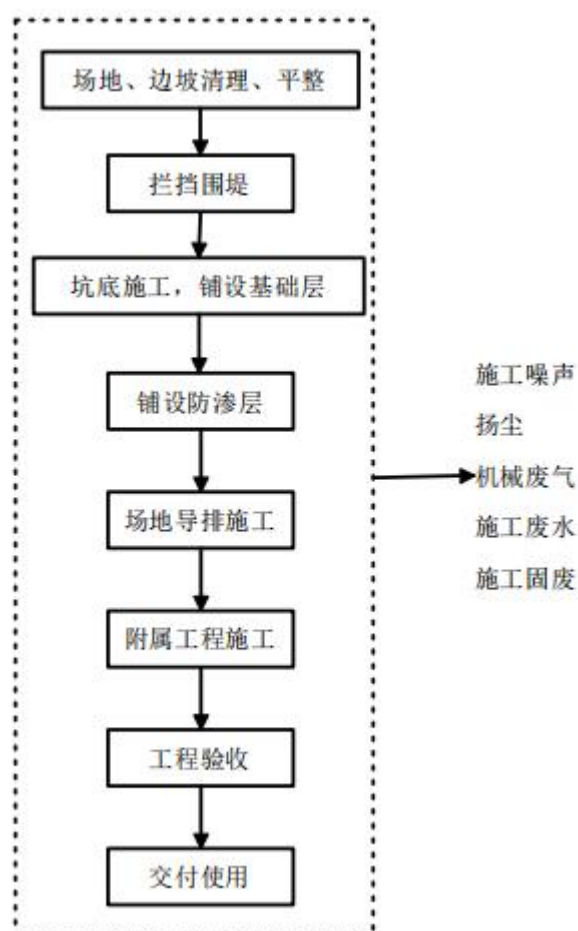 场地、边坡清理、平整
拦挡围堤
坑底施工，铺设基础层
铺设防渗层
场地导排施工
附属工程施工
工程验收
交付使用
施工噪声
扬尘
机械废气
施工废水
施工固废